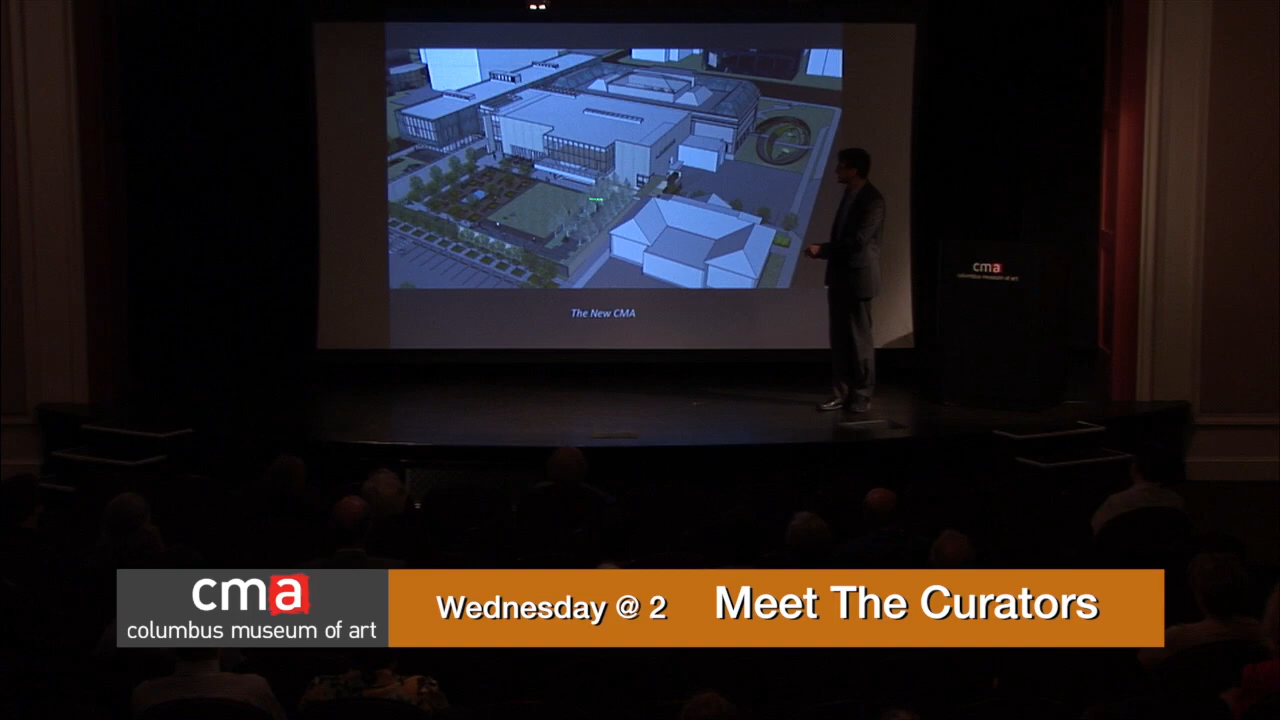 The New CMA
cma
columbus museum of art
cma
columbus museum of art
Wednesday @ 2 Meet The Curators